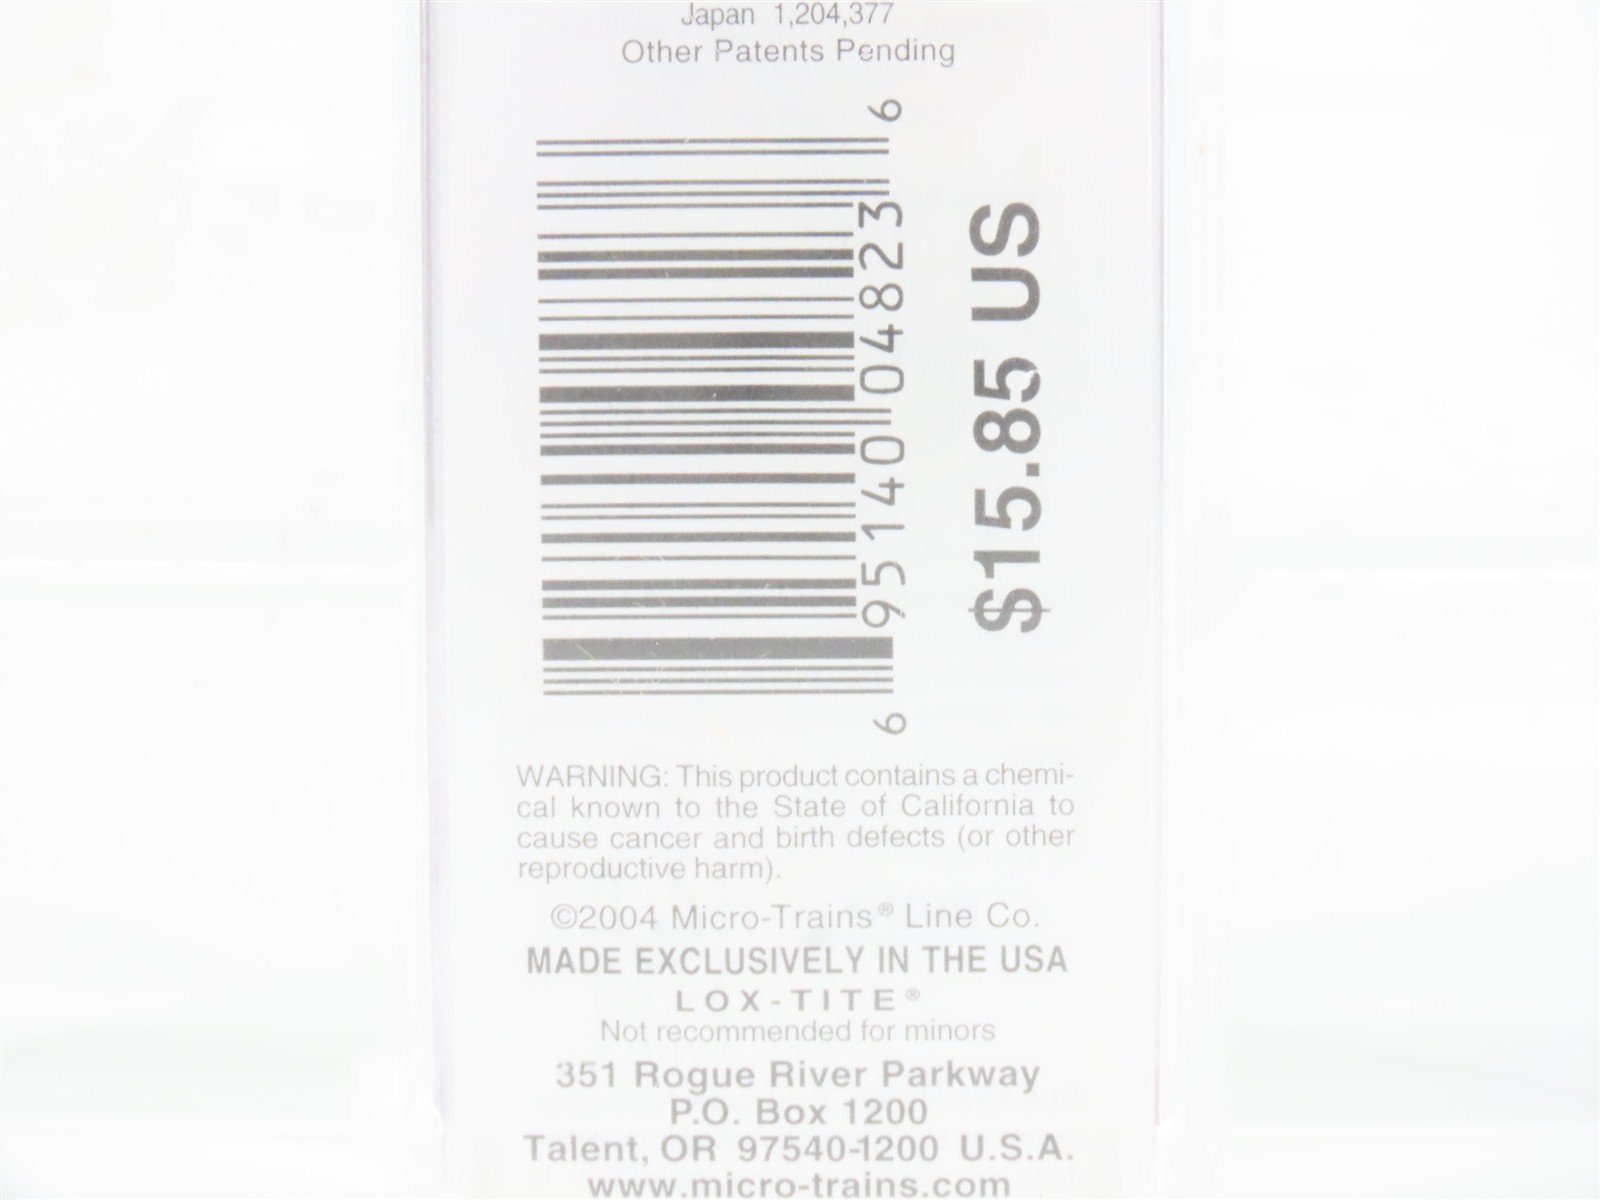 Japan 1,204,377
Other Patents Pending
6 95140 04823 6
$15.85 US
WARNING: This product contains a chemi-
cal known to the State of California to
cause cancer and birth defects (or other
reproductive harm).
©2004 Micro-Trains® Line Co.
MADE EXCLUSIVELY IN THE USA
LOX-TITE®
Not recommended for minors
351 Rogue River Parkway
P.O. Box 1200
Talent, OR 97540-1200 U.S.A.
www.micro-trains.com